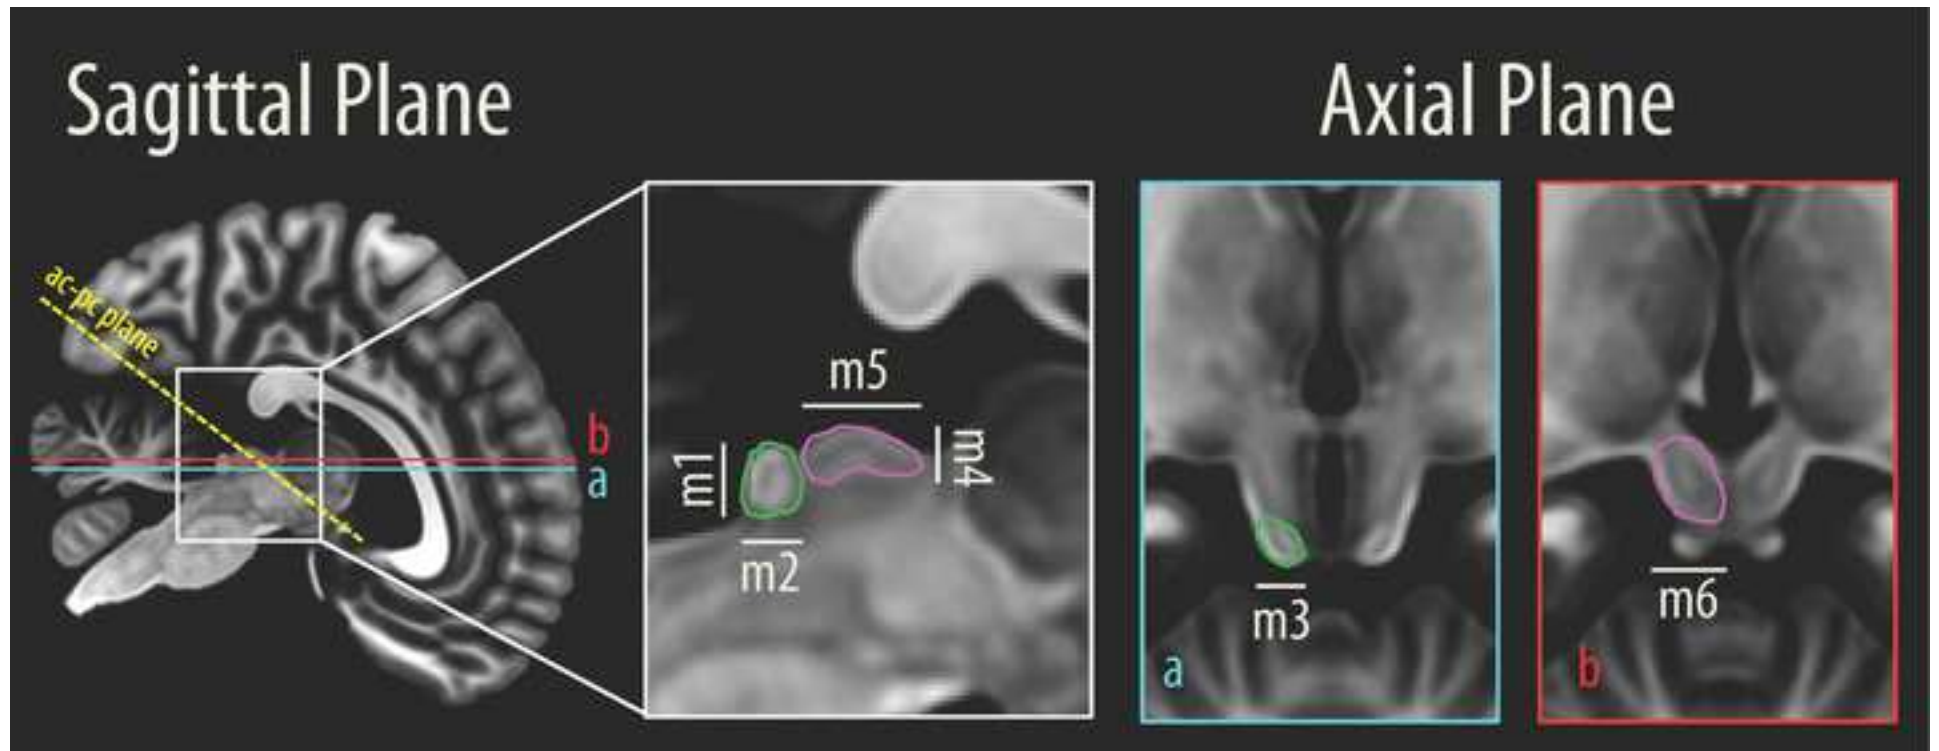 Sagittal Plane
Axial Plane
ac-pc plane
b
a
m5
m1
m4
m2
m3
a
m6
b